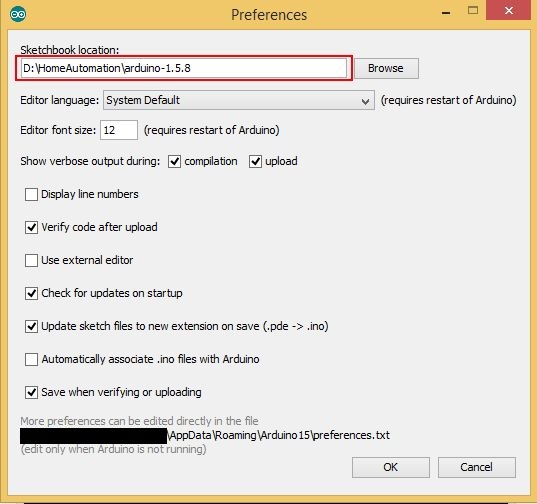 Preferences
Sketchbook location:
D:\HomeAutomation\arduino-1.5.8 Browse
Editor language: System Default (requires restart of Arduino)
Editor font size: 12 (requires restart of Arduino)
Show verbose output during: compilation upload
Display line numbers
Verify code after upload
Use external editor
Check for updates on startup
Update sketch files to new extension on save (.pde -> .ino)
Automatically associate .ino files with Arduino
Save when verifying or uploading
More preferences can be edited directly in the file
\AppData\Roaming\Arduino15\preferences.txt
(edit only when Arduino is not running)
OK Cancel